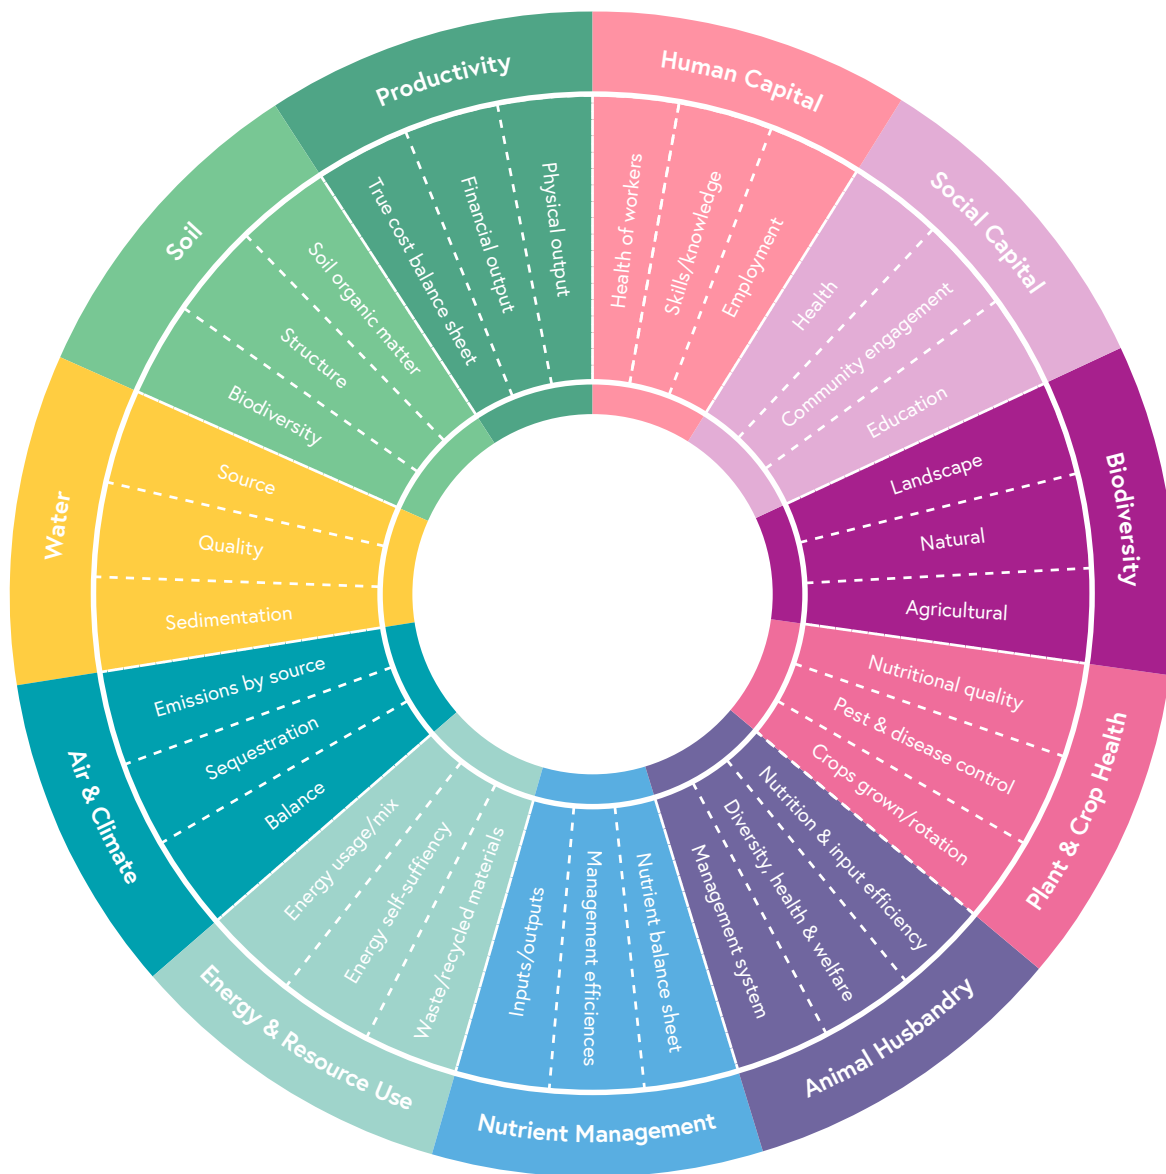 Human Capital
Health of workers
Skills/knowledge
Employment
Social Capital
Health
Community engagement
Education
Biodiversity
Landscape
Natural
Agricultural
Plant & Crop Health
Nutritional quality
Pest & disease control
Crops grown/rotation
Animal Husbandry
Nutrition & input efficiency
Diversity, health & welfare
Management system
Nutrient Management
Nutrient balance sheet
Management efficiences
Inputs/outputs
Energy & Resource Use
Waste/recycled materials
Energy self-suffiency
Energy usage/mix
Air & Climate
Balance
Sequestration
Emissions by source
Water
Sedimentation
Quality
Source
Soil
Biodiversity
Structure
Soil organic matter
Productivity
True cost balance sheet
Financial output
Physical output